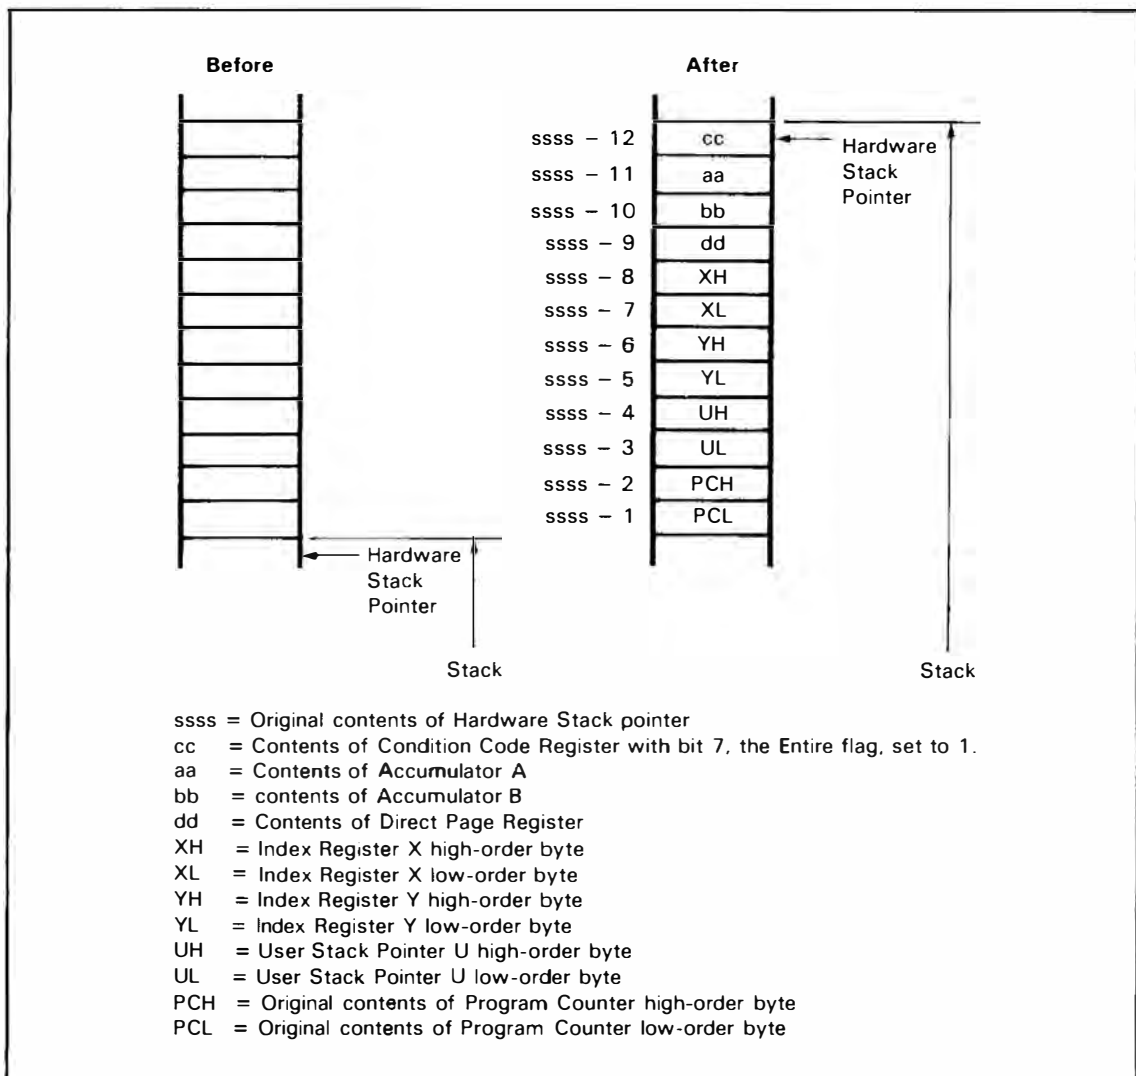 Before
After
ssss – 12 cc
Hardware
Stack
Pointer
ssss – 11 aa
ssss – 10 bb
ssss – 9 dd
ssss – 8 XH
ssss – 7 XL
ssss – 6 YH
ssss – 5 YL
ssss – 4 UH
ssss – 3 UL
ssss – 2 PCH
ssss – 1 PCL
Hardware
Stack
Pointer
Stack
Stack
ssss = Original contents of Hardware Stack pointer
cc = Contents of Condition Code Register with bit 7, the Entire flag, set to 1.
aa = Contents of Accumulator A
bb = contents of Accumulator B
dd = Contents of Direct Page Register
XH = Index Register X high-order byte
XL = Index Register X low-order byte
YH = Index Register Y high-order byte
YL = Index Register Y low-order byte
UH = User Stack Pointer U high-order byte
UL = User Stack Pointer U low-order byte
PCH = Original contents of Program Counter high-order byte
PCL = Original contents of Program Counter low-order byte